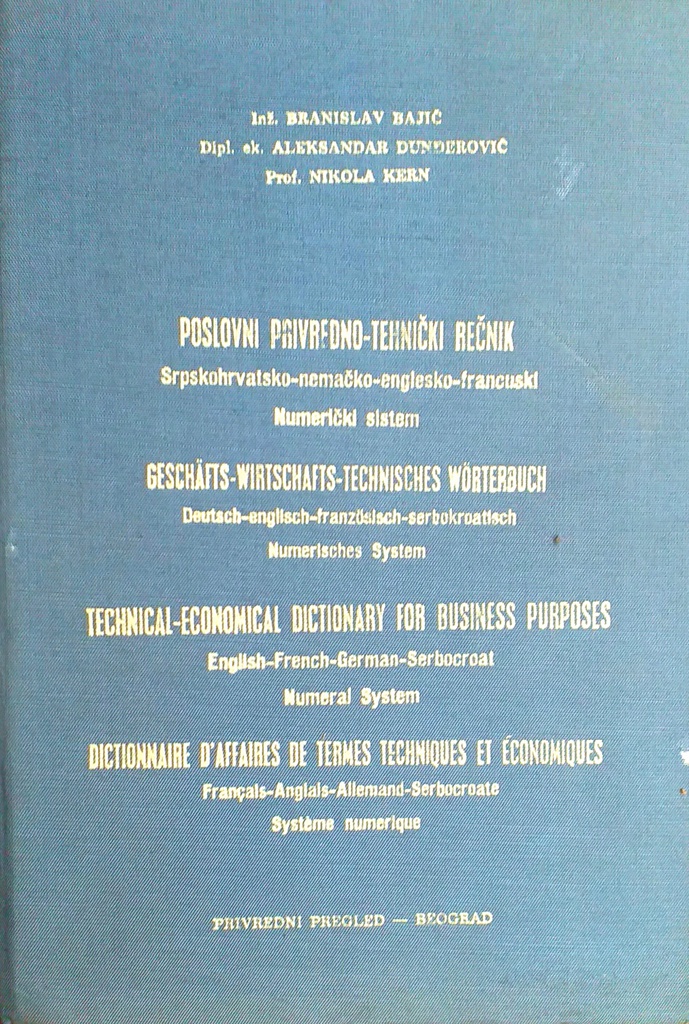 Inž. BRANISLAV BAJIĆ
Dipl. ek. ALEKSANDAR DUNĐEROVIĆ
Prof. NIKOLA KERN
POSLOVNI PRIVREDNO-TEHNIČKI REČNIK
Srpskohrvatsko-nemačko-englesko-francuski
Numerički sistem
GESCHÄFTS-WIRTSCHAFTS-TECHNISCHES WÖRTERBUCH
Deutsch-englisch-französisch-serbokroatisch
Numerisches System
TECHNICAL-ECONOMICAL DICTIONARY FOR BUSINESS PURPOSES
English-French-German-Serbocroat
Numeral System
DICTIONNAIRE D'AFFAIRES DE TERMES TECHNIQUES ET ÉCONOMIQUES
Français-Anglais-Allemand-Serbocroate
Système numerique
PRIVREDNI PREGLED — BEOGRAD